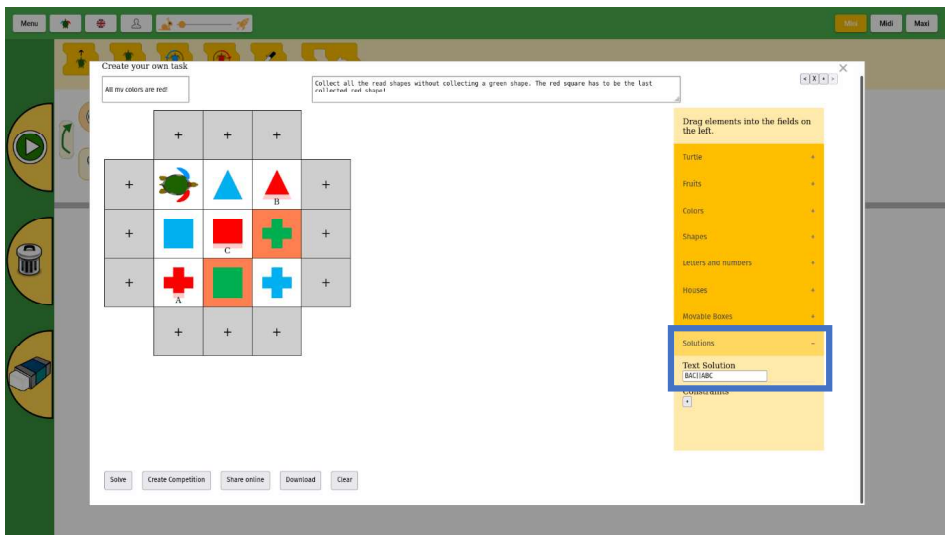 Menu
Mini
Midi
Maxi
Create your own task
< X • >
All my colors are red!
Collect all the read shapes without collecting a green shape. The red square has to be the last
collected red shape!
+ + +
+ B +
+ C +
+ A +
+ + +
Drag elements into the fields on
the left.
Turtle +
Fruits +
Colors +
Shapes +
Letters and numbers +
Houses +
Movable Boxes +
Solutions -
Text Solution
BAC||ABC
Constraints
+
Solve
Create Competition
Share online
Download
Clear